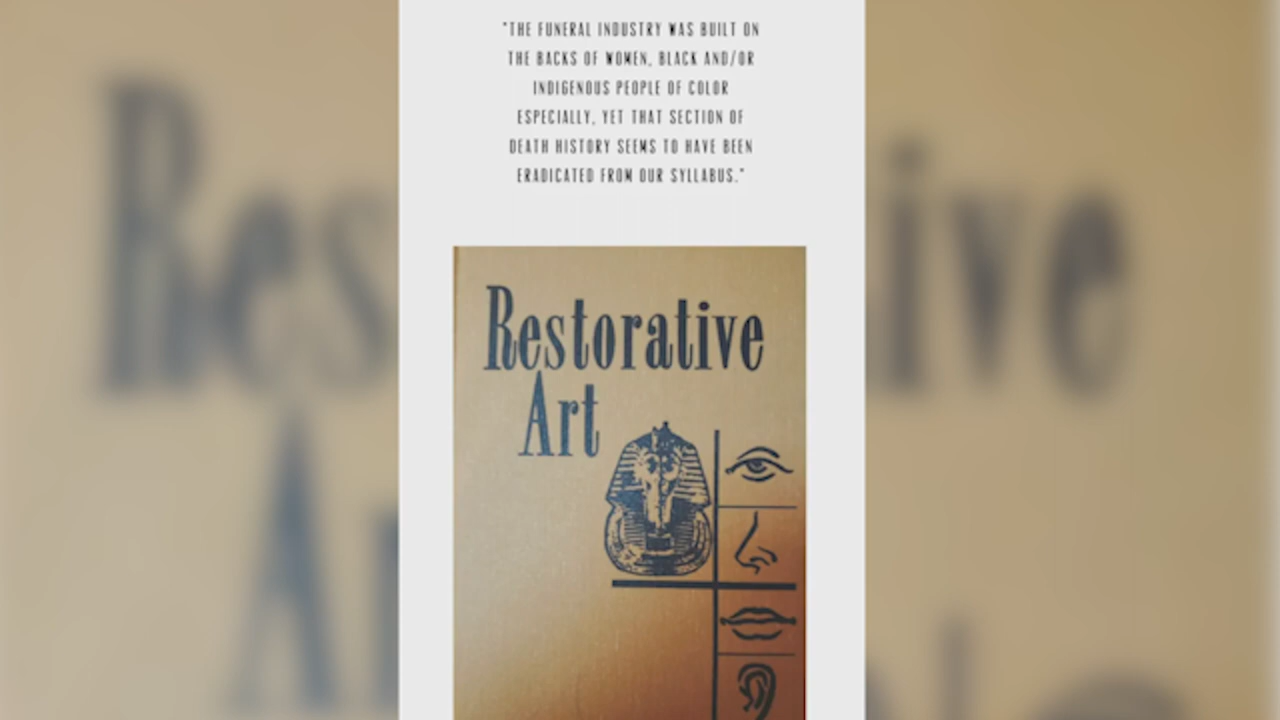 "THE FUNERAL INDUSTRY WAS BUILT ON
THE BACKS OF WOMEN, BLACK AND/OR
INDIGENOUS PEOPLE OF COLOR
ESPECIALLY, YET THAT SECTION OF
DEATH HISTORY SEEMS TO HAVE BEEN
ERADICATED FROM OUR SYLLABUS."
Restorative
Art